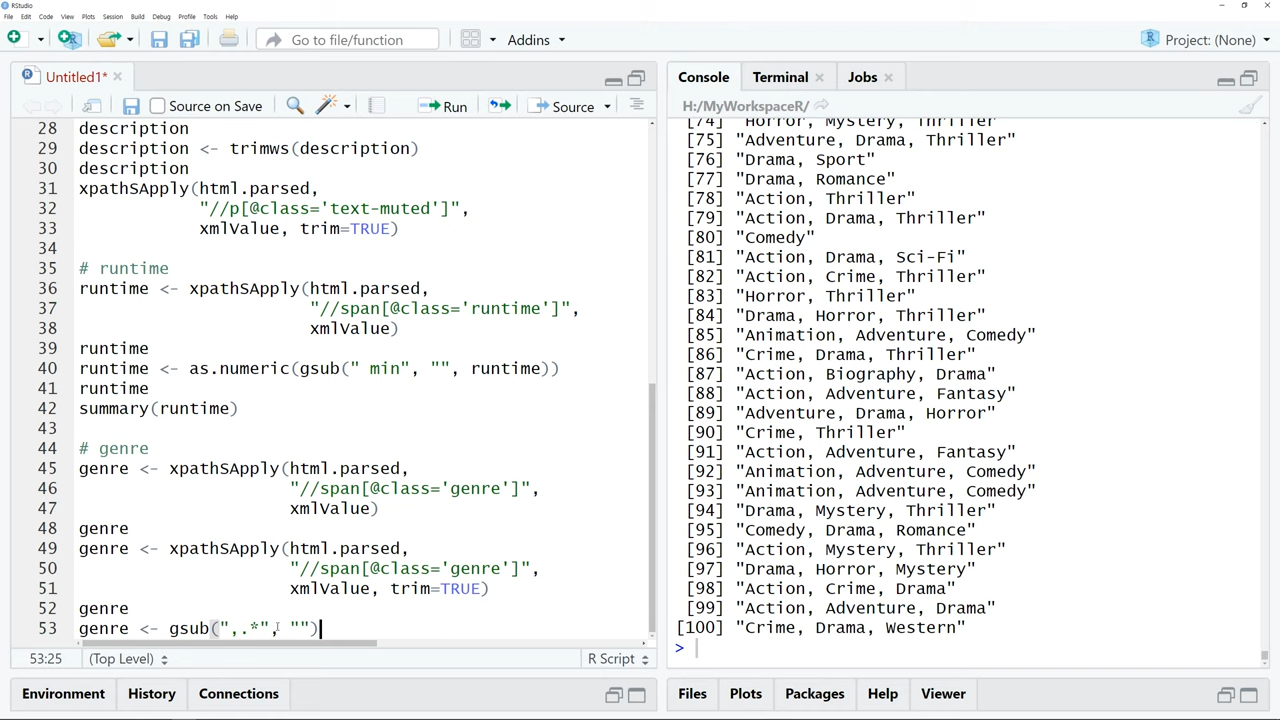 RStudio
File Edit Code View Plots Session Build Debug Profile Tools Help
Go to file/function Addins Project: (None)
Untitled1*
Source on Save Run Source
28 description
29 description <- trimws(description)
30 description
31 xpathSApply(html.parsed,
32 "//p[@class='text-muted']",
33 xmlValue, trim=TRUE)
34
35 # runtime
36 runtime <- xpathSApply(html.parsed,
37 "//span[@class='runtime']",
38 xmlValue)
39 runtime
40 runtime <- as.numeric(gsub(" min", "", runtime))
41 runtime
42 summary(runtime)
43
44 # genre
45 genre <- xpathSApply(html.parsed,
46 "//span[@class='genre']",
47 xmlValue)
48 genre
49 genre <- xpathSApply(html.parsed,
50 "//span[@class='genre']",
51 xmlValue, trim=TRUE)
52 genre
53 genre <- gsub(",.*", "")
53:25 (Top Level) R Script
Environment History Connections
Console Terminal Jobs
H:/MyWorkspaceR/
[74] "Horror, Mystery, Thriller"
[75] "Adventure, Drama, Thriller"
[76] "Drama, Sport"
[77] "Drama, Romance"
[78] "Action, Thriller"
[79] "Action, Drama, Thriller"
[80] "Comedy"
[81] "Action, Drama, Sci-Fi"
[82] "Action, Crime, Thriller"
[83] "Horror, Thriller"
[84] "Drama, Horror, Thriller"
[85] "Animation, Adventure, Comedy"
[86] "Crime, Drama, Thriller"
[87] "Action, Biography, Drama"
[88] "Action, Adventure, Fantasy"
[89] "Adventure, Drama, Horror"
[90] "Crime, Thriller"
[91] "Action, Adventure, Fantasy"
[92] "Animation, Adventure, Comedy"
[93] "Animation, Adventure, Comedy"
[94] "Drama, Mystery, Thriller"
[95] "Comedy, Drama, Romance"
[96] "Action, Mystery, Thriller"
[97] "Drama, Horror, Mystery"
[98] "Action, Crime, Drama"
[99] "Action, Adventure, Drama"
[100] "Crime, Drama, Western"
>
Files Plots Packages Help Viewer